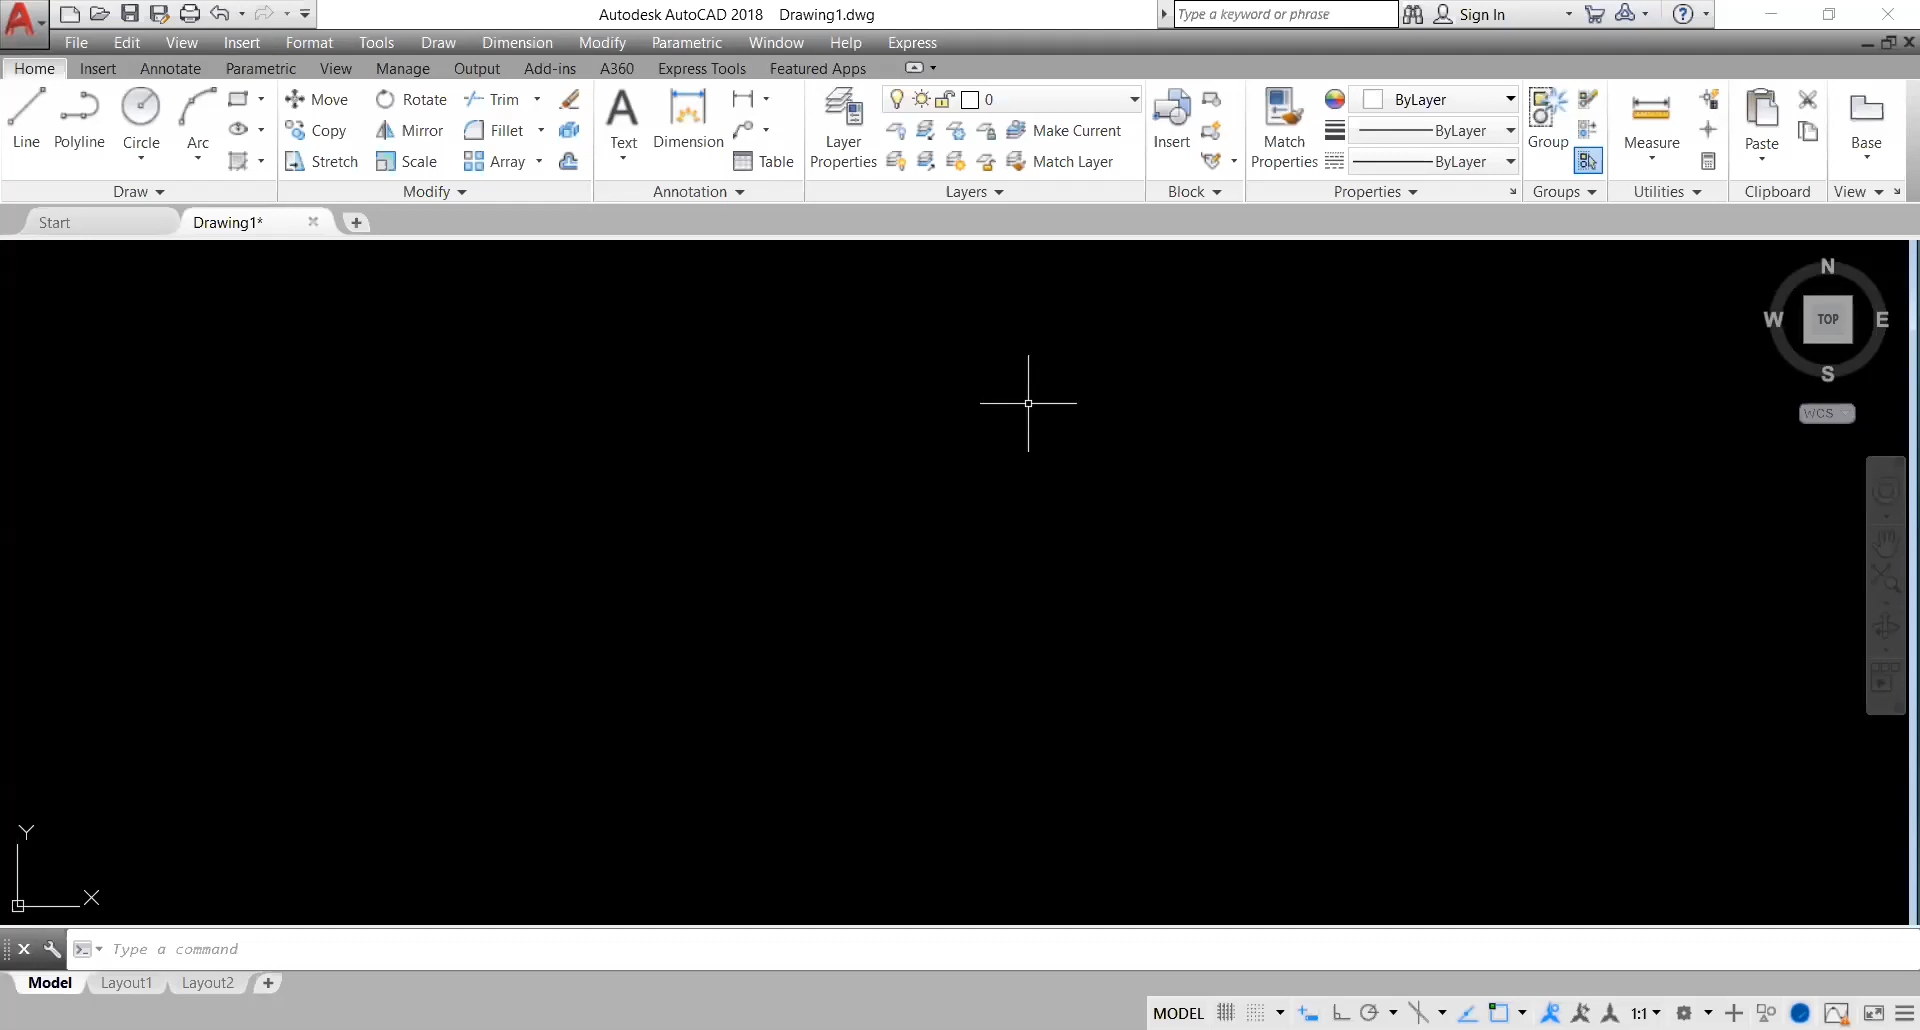 Autodesk AutoCAD 2018 Drawing1.dwg
Type a keyword or phrase
Sign In
File Edit View Insert Format Tools Draw Dimension Modify Parametric Window Help Express
Home Insert Annotate Parametric View Manage Output Add-ins A360 Express Tools Featured Apps
Move Rotate Trim 0 ByLayer
Copy Mirror Fillet Make Current ByLayer
Line Polyline Circle Arc Text Dimension Layer Properties Insert Match Properties Group Measure Paste Base
Stretch Scale Array Table Match Layer ByLayer
Draw Modify Annotation Layers Block Properties Groups Utilities Clipboard View
Start Drawing1*
N
W TOP E
S
WCS
Y
X
Type a command
Model Layout1 Layout2
MODEL 1:1